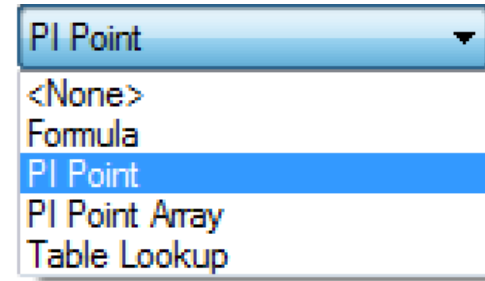 PI Point
<None>
Formula
PI Point
PI Point Array
Table Lookup